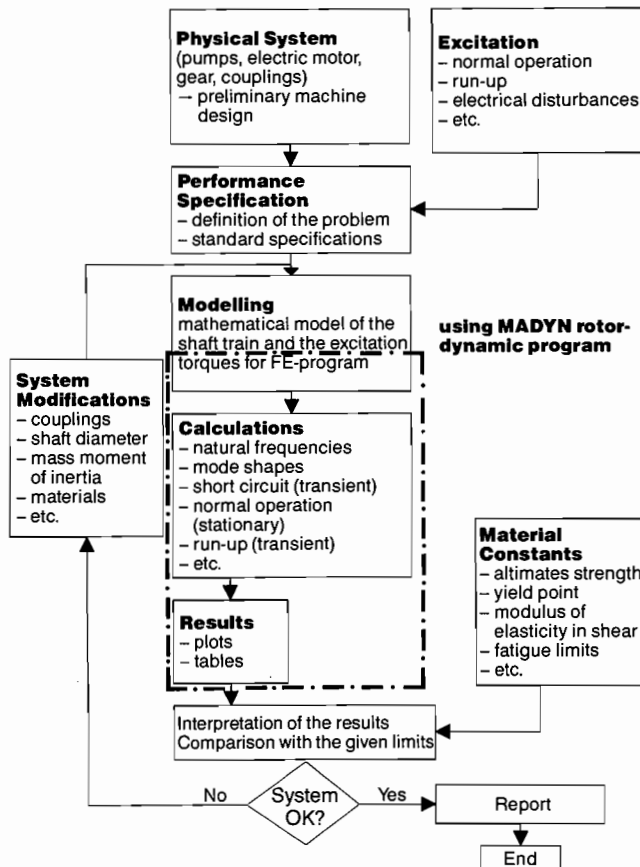 Physical System
(pumps, electric motor,
gear, couplings)
→ preliminary machine
design
Excitation
– normal operation
– run-up
– electrical disturbances
– etc.
Performance
Specification
– definition of the problem
– standard specifications
Modelling
mathematical model of the
shaft train and the excitation
torques for FE-program
using MADYN rotor-
dynamic program
System
Modifications
– couplings
– shaft diameter
– mass moment
of inertia
– materials
– etc.
Calculations
– natural frequencies
– mode shapes
– short circuit (transient)
– normal operation
(stationary)
– run-up (transient)
– etc.
Material
Constants
– altimates strength
– yield point
– modulus of
elasticity in shear
– fatigue limits
– etc.
Results
– plots
– tables
Interpretation of the results
Comparison with the given limits
No
System
OK?
Yes
Report
End